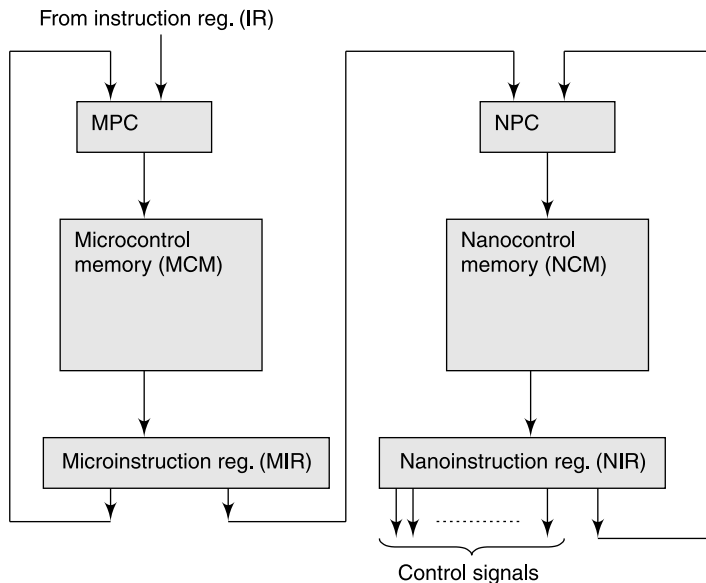 From instruction reg. (IR)
MPC
NPC
Microcontrol
memory (MCM)
Nanocontrol
memory (NCM)
Microinstruction reg. (MIR)
Nanoinstruction reg. (NIR)
Control signals